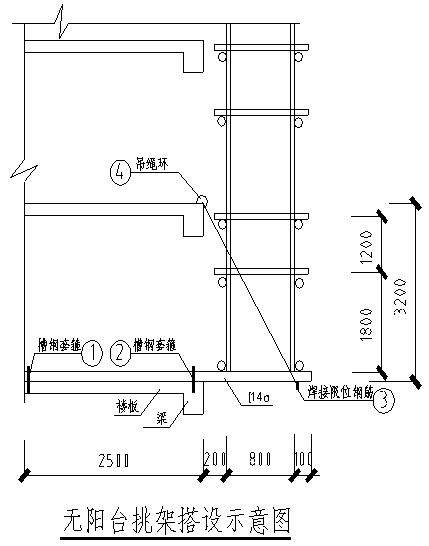 ④ 吊绳环
1200
3200
1800
槽钢套箍 ① ② 槽钢套箍
[14a
焊接限位钢筋 ③
楼板
梁
2500 200 800 100
无阳台挑架搭设示意图